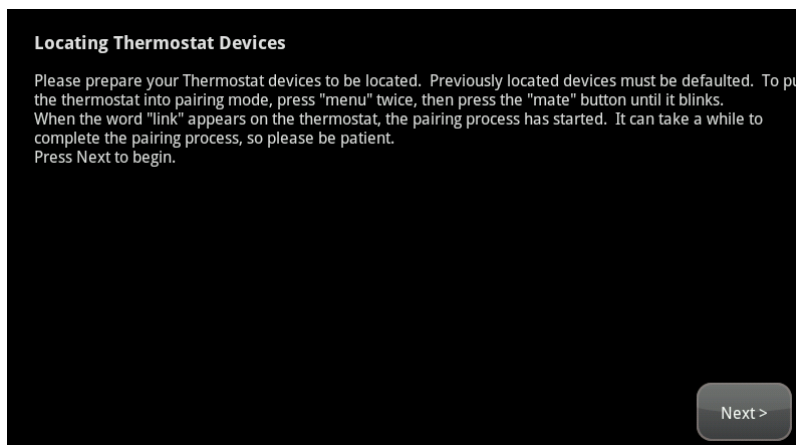 Locating Thermostat Devices
Please prepare your Thermostat devices to be located.  Previously located devices must be defaulted.  To
the thermostat into pairing mode, press "menu" twice, then press the "mate" button until it blinks.
When the word "link" appears on the thermostat, the pairing process has started.  It can take a while to
complete the pairing process, so please be patient.
Press Next to begin.
Next >